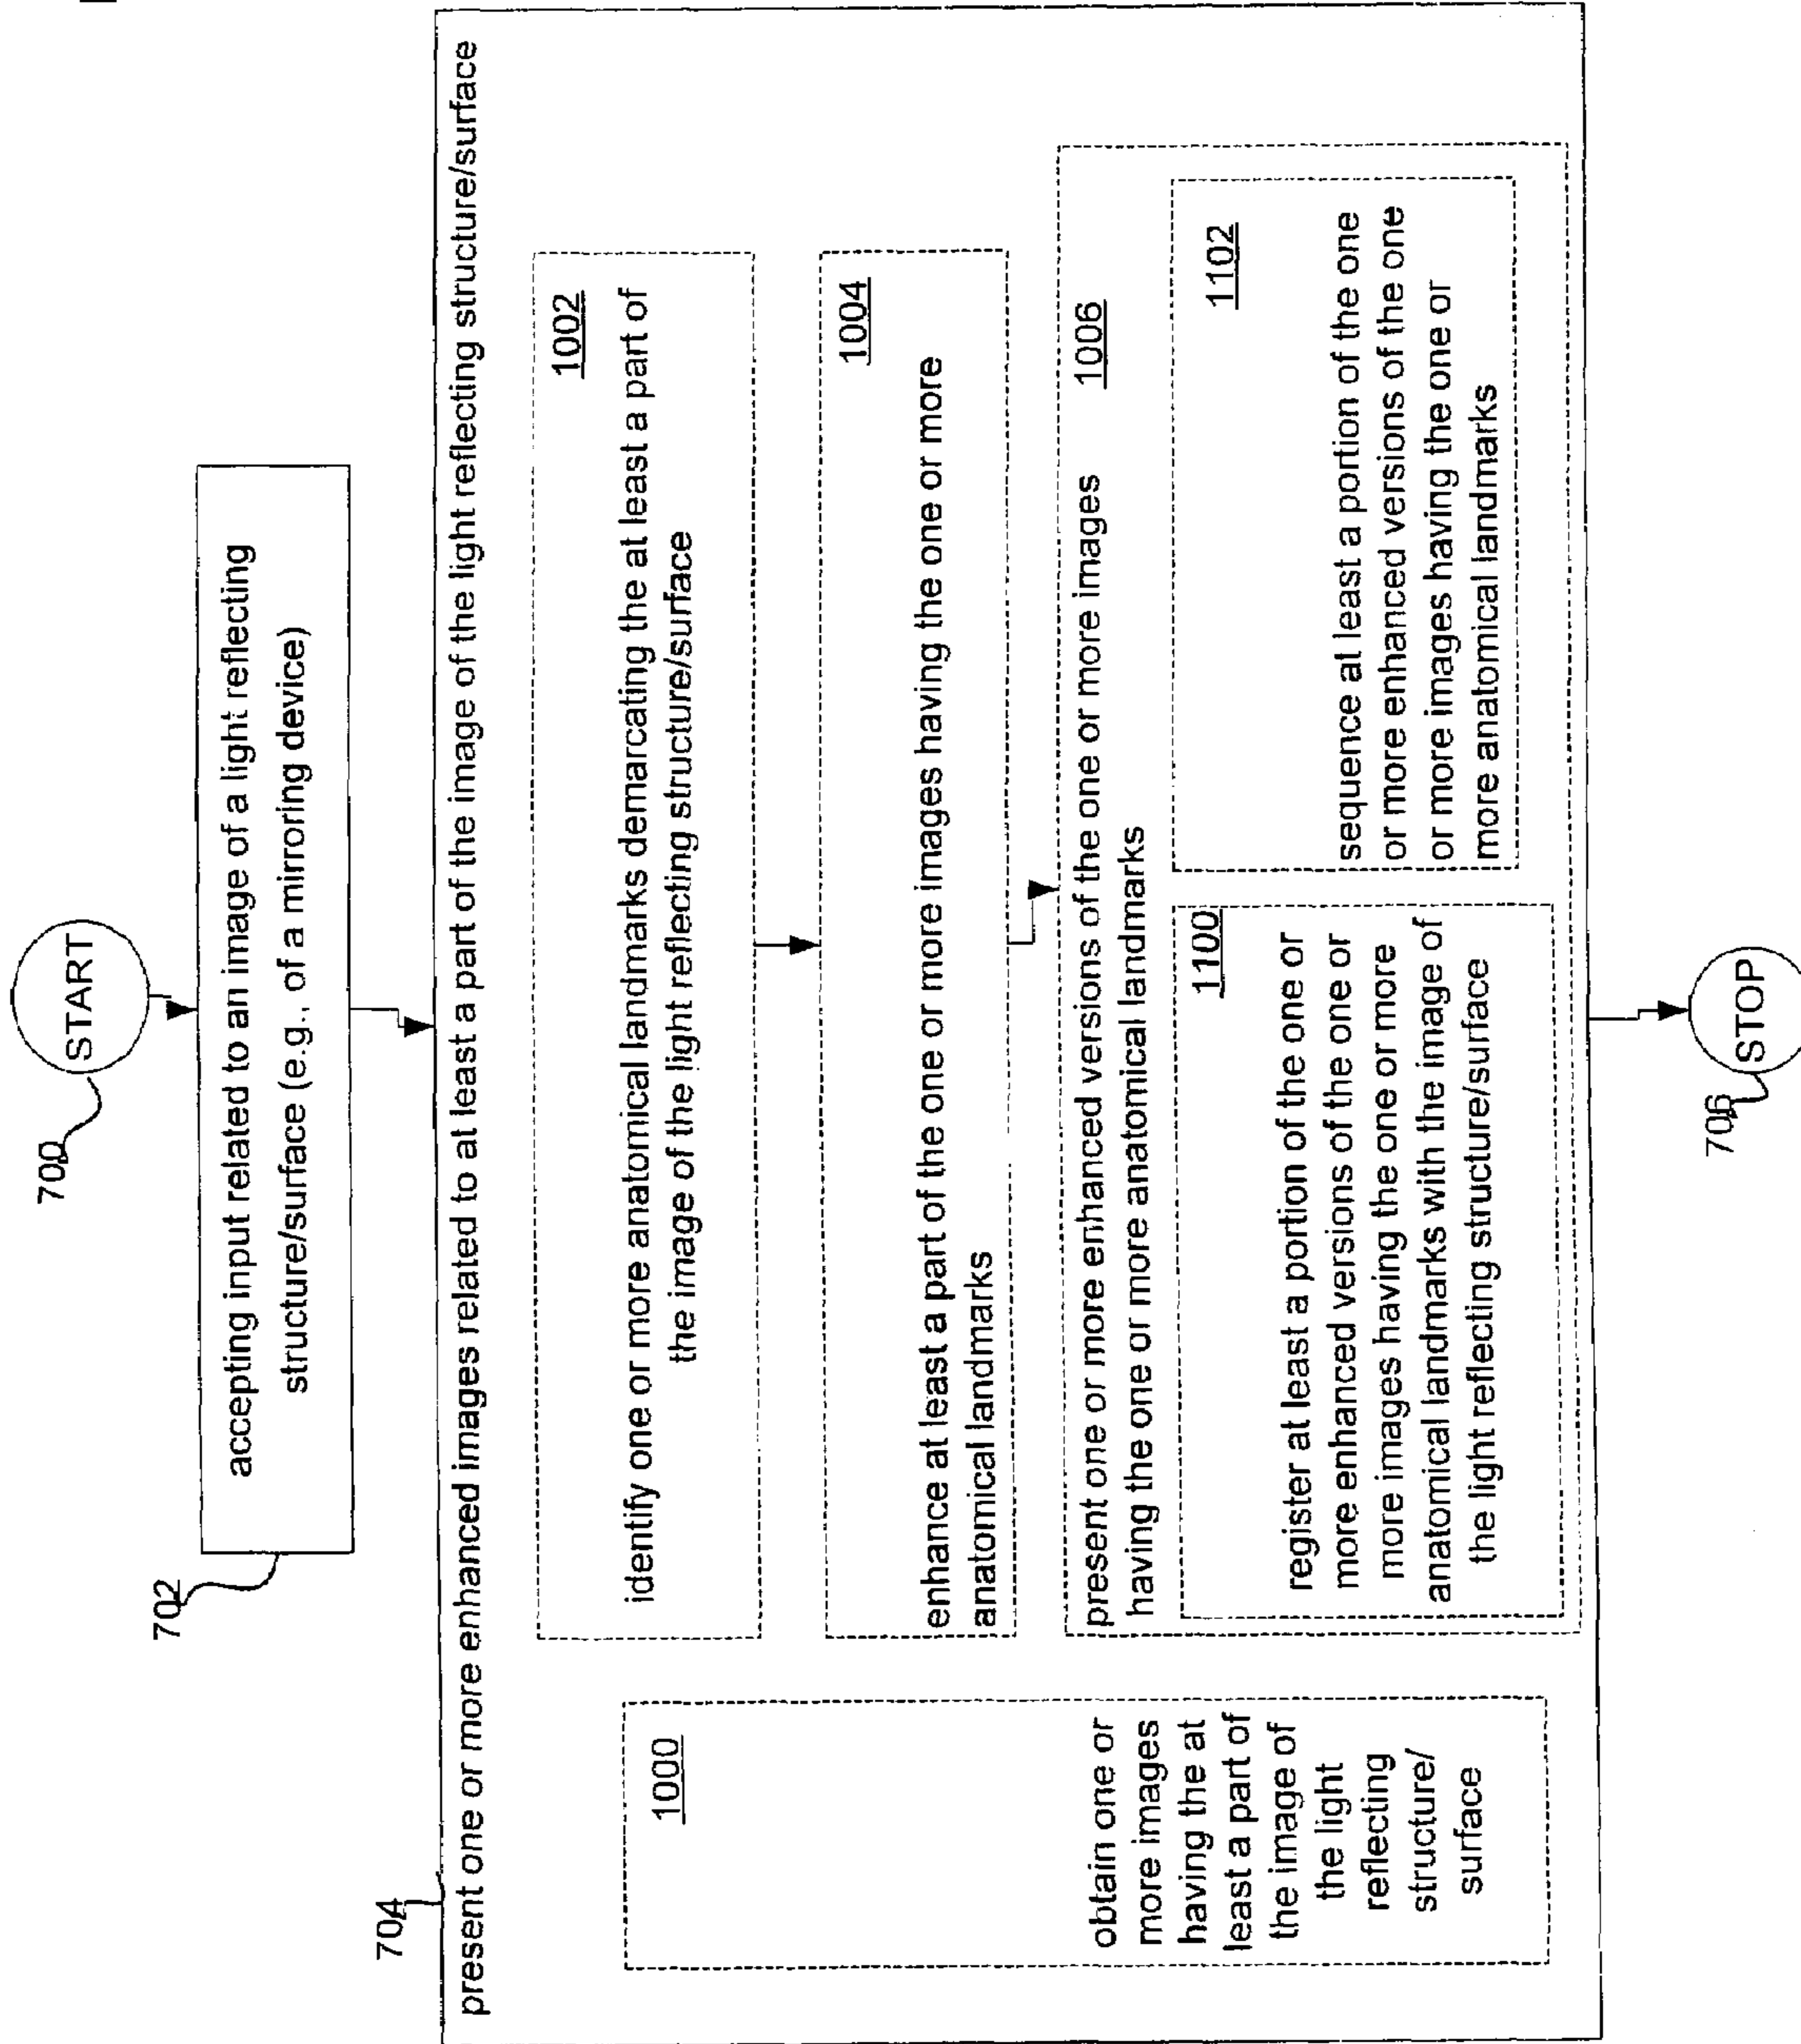 700
START
702
accepting input related to an image of a light reflecting
structure/surface (e.g., of a mirroring device)
704
present one or more enhanced images related to at least a part of the image of the light reflecting structure/surface
1000
obtain one or
more images
having the at
least a part of
the image of
the light
reflecting
structure/
surface
1002
identify one or more anatomical landmarks demarcating the at least a part of
the image of the light reflecting structure/surface
1004
enhance at least a part of the one or more images having the one or more
anatomical landmarks
1006
present one or more enhanced versions of the one or more images
having the one or more anatomical landmarks
1100
register at least a portion of the one or
more enhanced versions of the one or
more images having the one or more
anatomical landmarks with the image of
the light reflecting structure/surface
1102
sequence at least a portion of the one
or more enhanced versions of the one
or more images having the one or
more anatomical landmarks
706
STOP